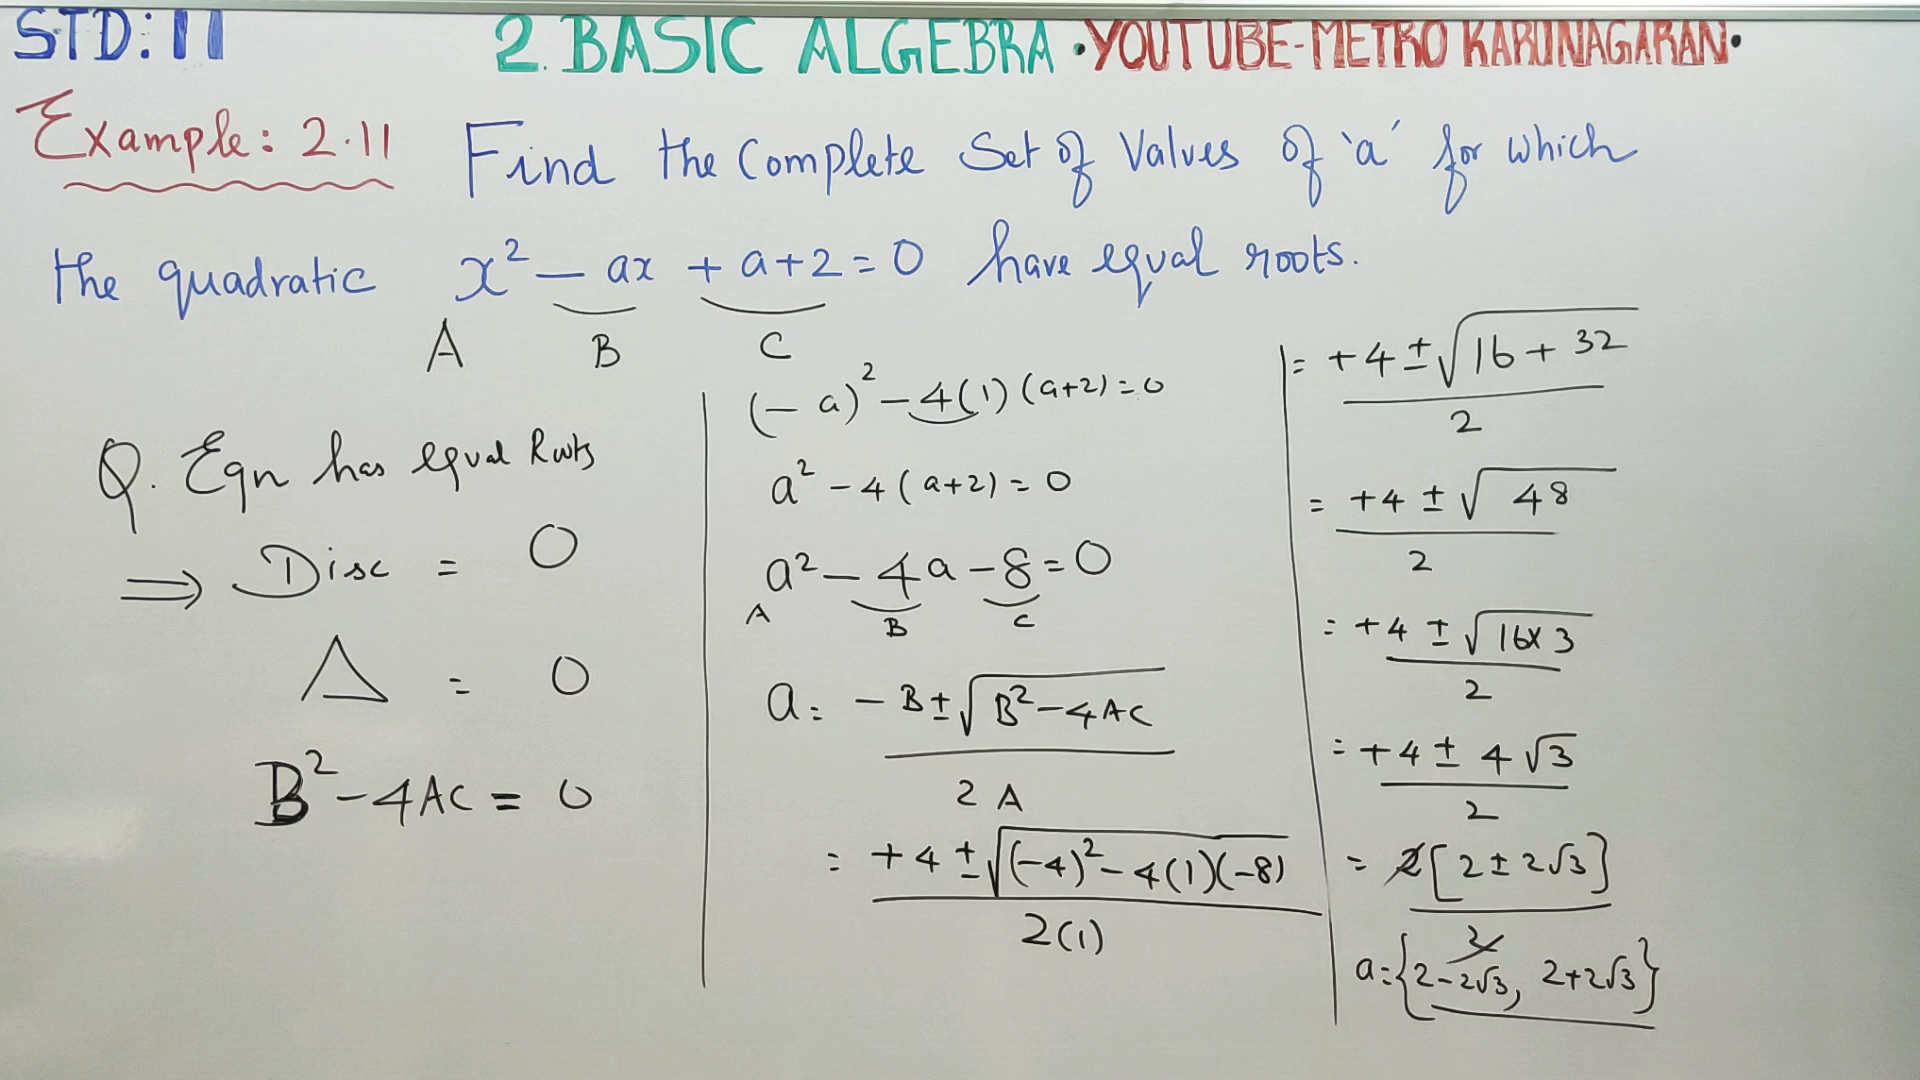 STD: 11 2. BASIC ALGEBRA • YOUTUBE-METRO KARUNAGARAN •
Example: 2.11 Find the Complete Set of Values of 'a' for which
the quadratic x² – ax + a+2 = 0 have equal roots.
A B C
Q. Eqn has equal Roots
⇒ Disc = 0
Δ = 0
B² – 4AC = 0
(– a)² – 4(1)(a+2) = 0
a² – 4(a+2) = 0
a² – 4a – 8 = 0
A B C
a = – B ± √B² – 4AC
2A
= +4 ± √(–4)² – 4(1)(–8)
2(1)
= +4 ± √16 + 32
2
= +4 ± √48
2
= +4 ± √16x3
2
= +4 ± 4√3
2
= 2[2 ± 2√3]
2
a = {2–2√3, 2+2√3}